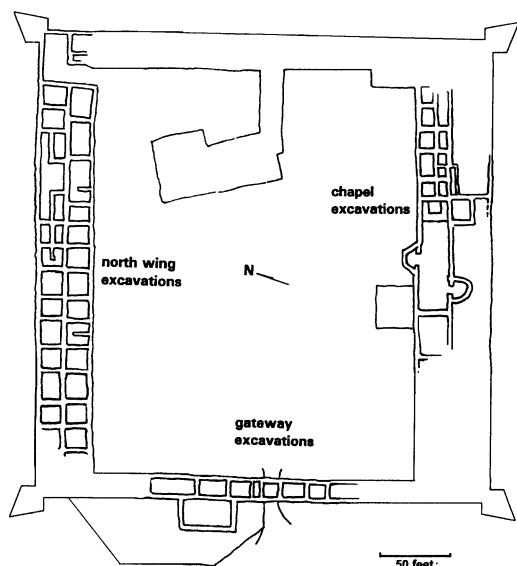 chapel
excavations
north wing
excavations
N
gateway
excavations
50 feet